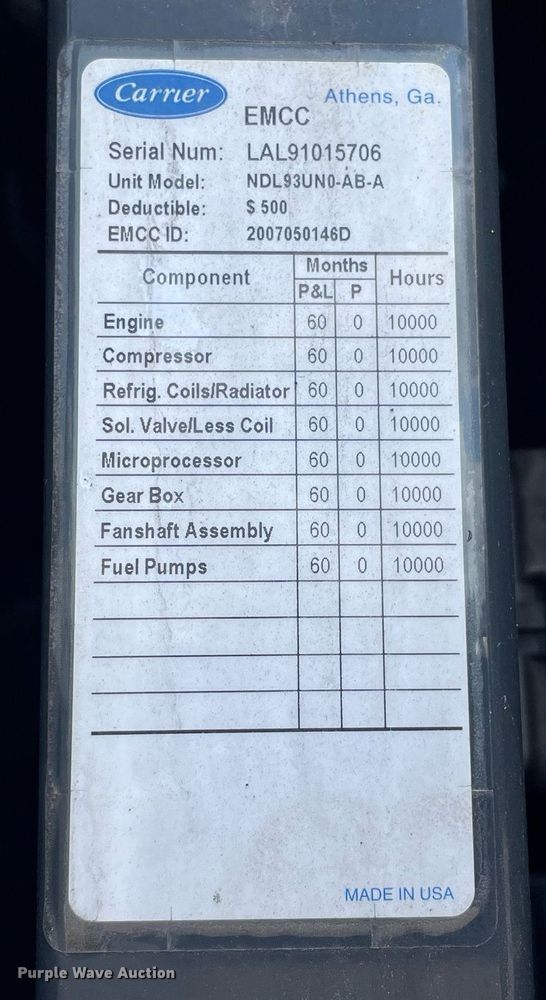 Carrier
Athens, Ga.
EMCC
Serial Num: LAL91015706
Unit Model: NDL93UN0-AB-A
Deductible: $ 500
EMCC ID: 2007050146D
Component Months Hours
P&L P
Engine 60 0 10000
Compressor 60 0 10000
Refrig. Coils/Radiator 60 0 10000
Sol. Valve/Less Coil 60 0 10000
Microprocessor 60 0 10000
Gear Box 60 0 10000
Fanshaft Assembly 60 0 10000
Fuel Pumps 60 0 10000
MADE IN USA
Purple Wave Auction